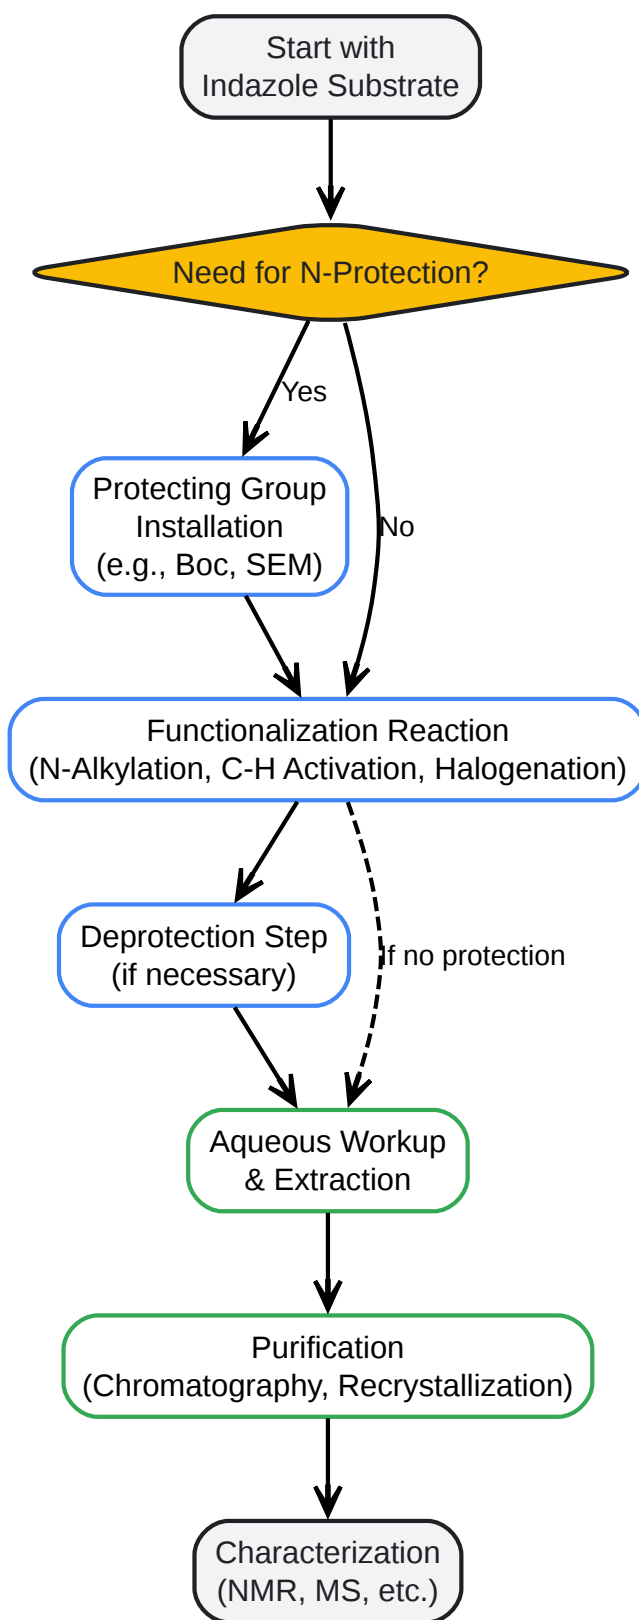 Start with
Indazole Substrate
Need for N-Protection?
Yes
Protecting Group
Installation
(e.g., Boc, SEM)
No
Functionalization Reaction
(N-Alkylation, C-H Activation, Halogenation)
Deprotection Step
(if necessary)
If no protection
Aqueous Workup
& Extraction
Purification
(Chromatography, Recrystallization)
Characterization
(NMR, MS, etc.)